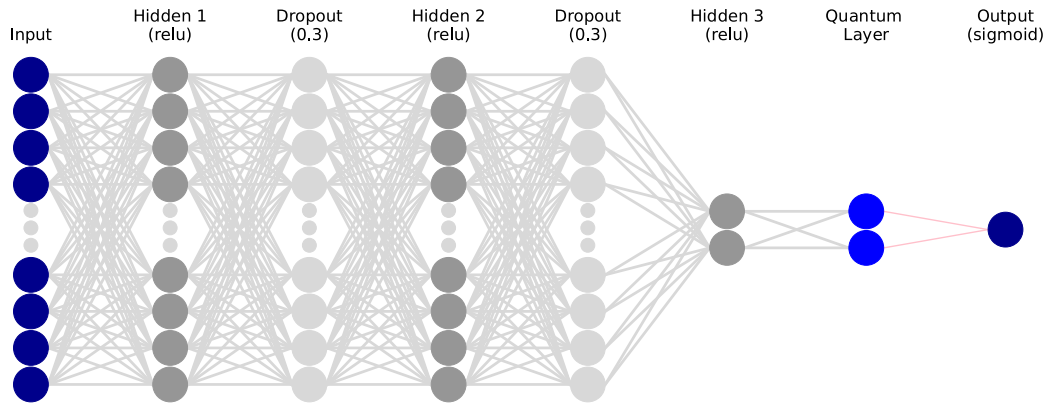 Input
Hidden 1
(relu)
Dropout
(0,3)
Hidden 2
(relu)
Dropout
(0,3)
Hidden 3
(relu)
Quantum
Layer
Output
(sigmoid)